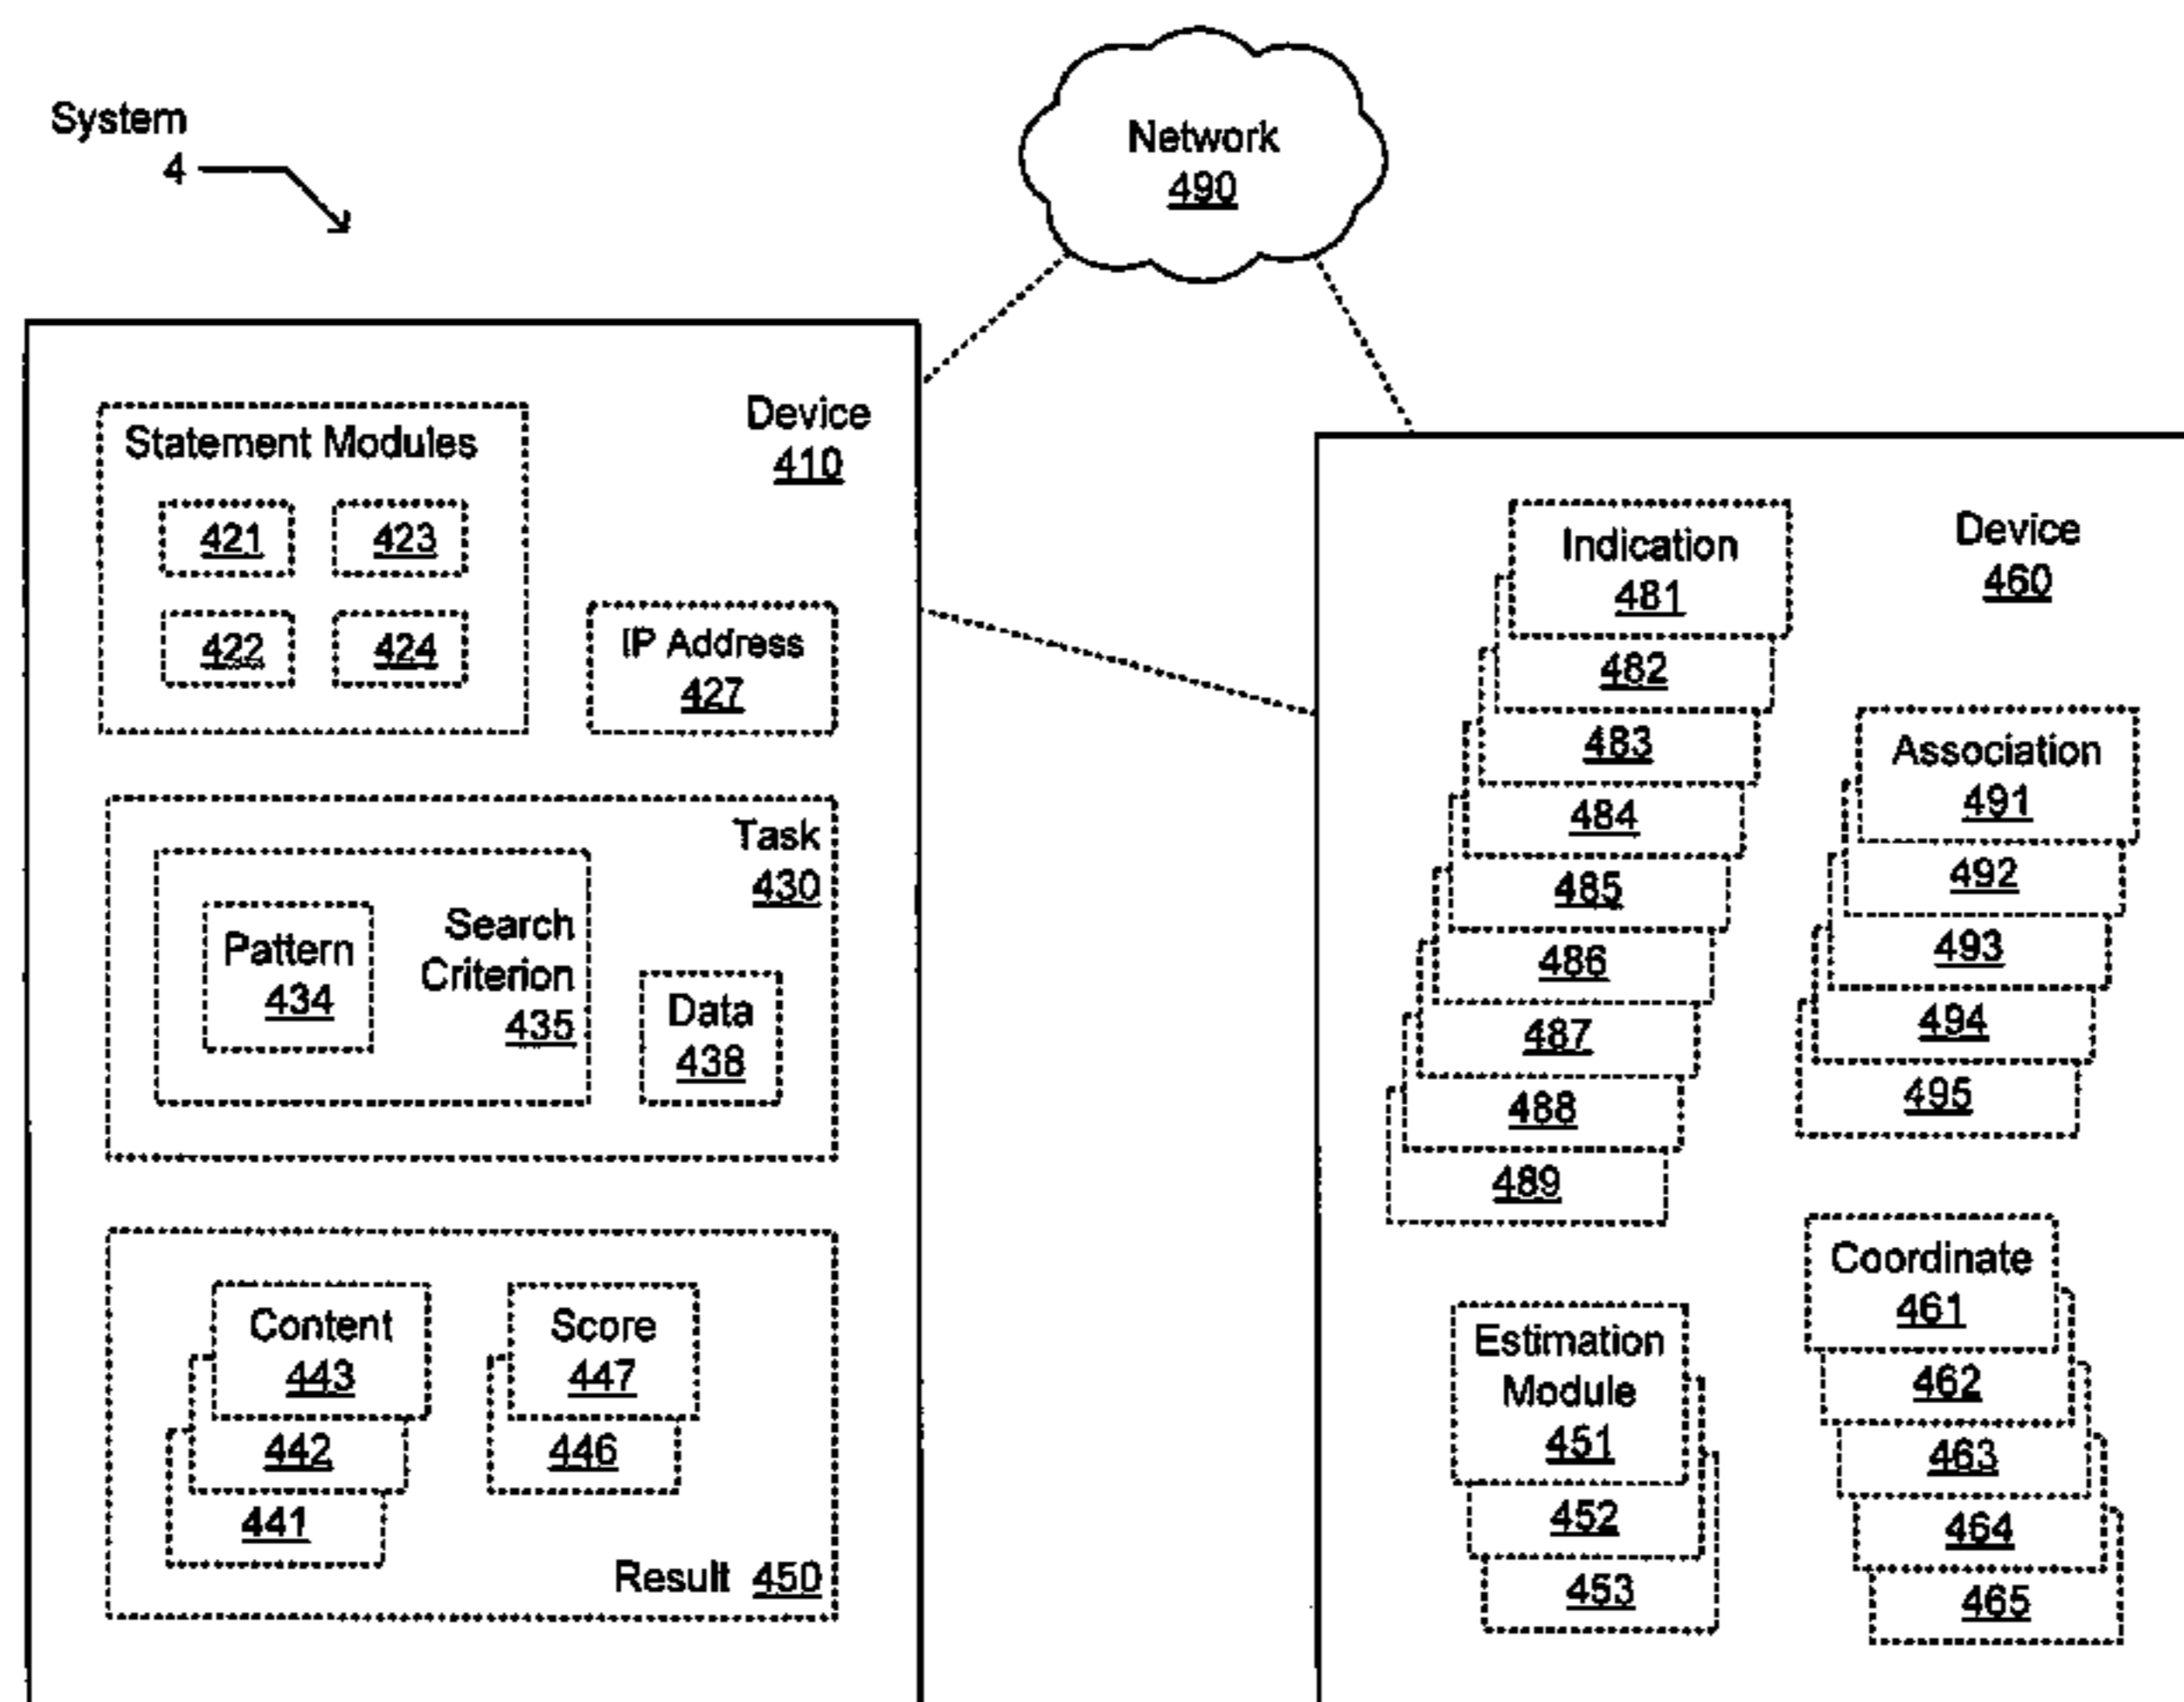 System
4
Network
490
Device
410
Statement Modules
421 423
422 424
IP Address
427
Task
430
Search
Criterion
435
Pattern
434
Data
438
Content
443
442
441
Score
447
446
Result 450
Device
460
Indication
481
482
483
484
485
486
487
488
489
Association
491
492
493
494
495
Estimation
Module
451
452
453
Coordinate
461
462
463
464
465